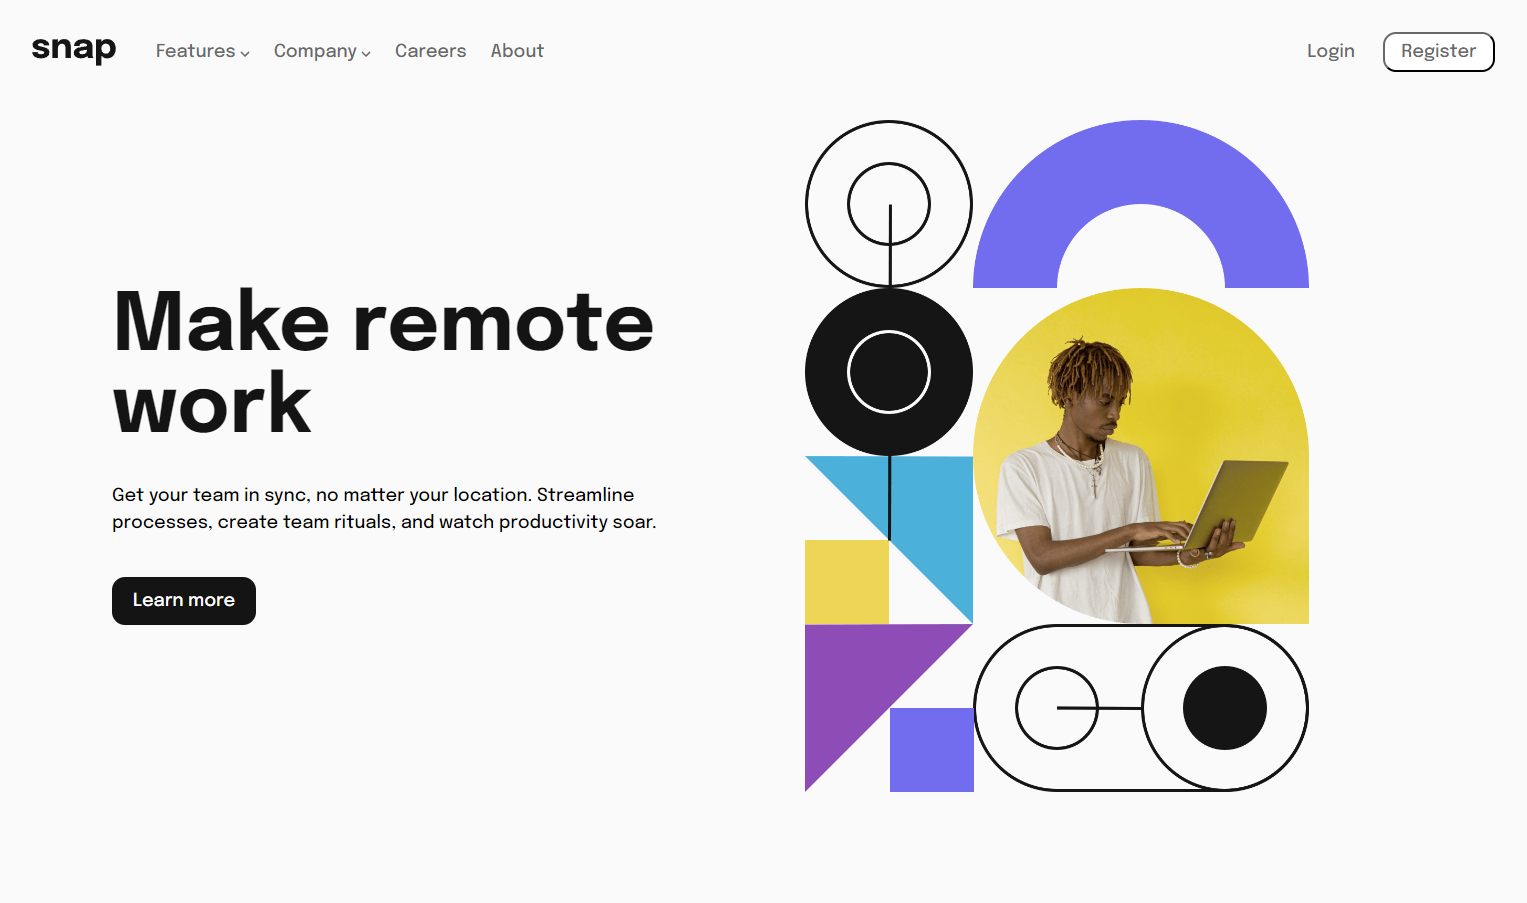 snap
Features
Company
Careers
About
Login
Register
Make remote
work
Get your team in sync, no matter your location. Streamline
processes, create team rituals, and watch productivity soar.
Learn more